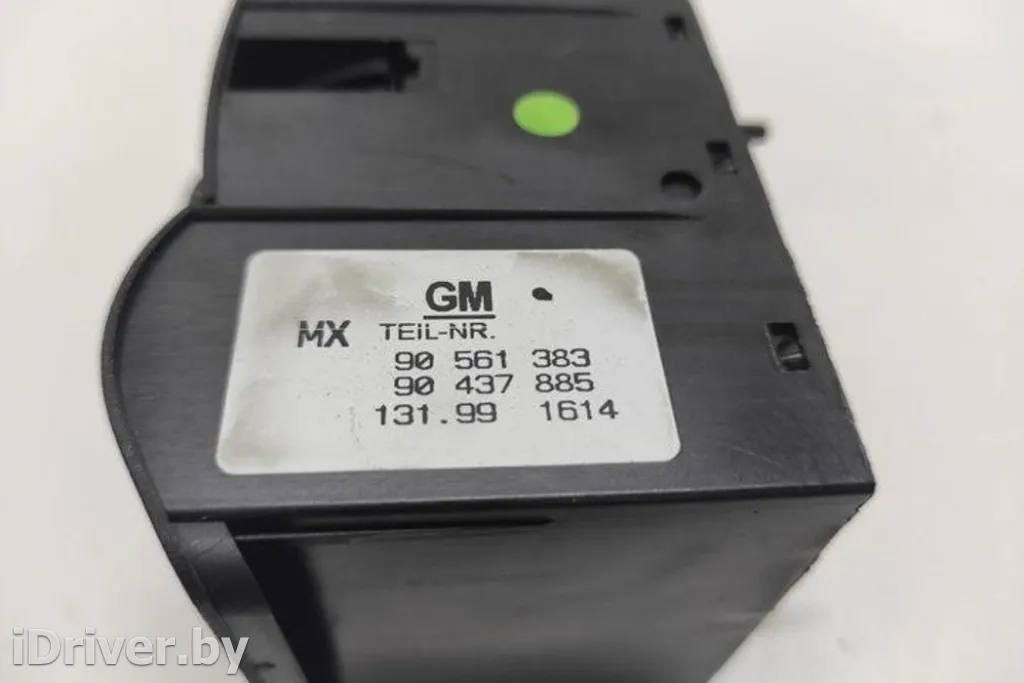 GM
MX TEIL-NR.
90 561 383
90 437 885
131.99 1614
iDriver.by